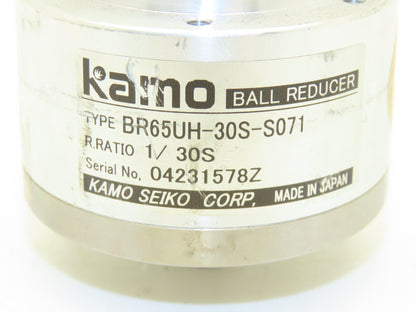 kamo BALL REDUCER
TYPE BR65UH-30S-S071
R.RATIO 1/ 30S
Serial No. 04231578Z
KAMO SEIKO CORP. MADE IN JAPAN